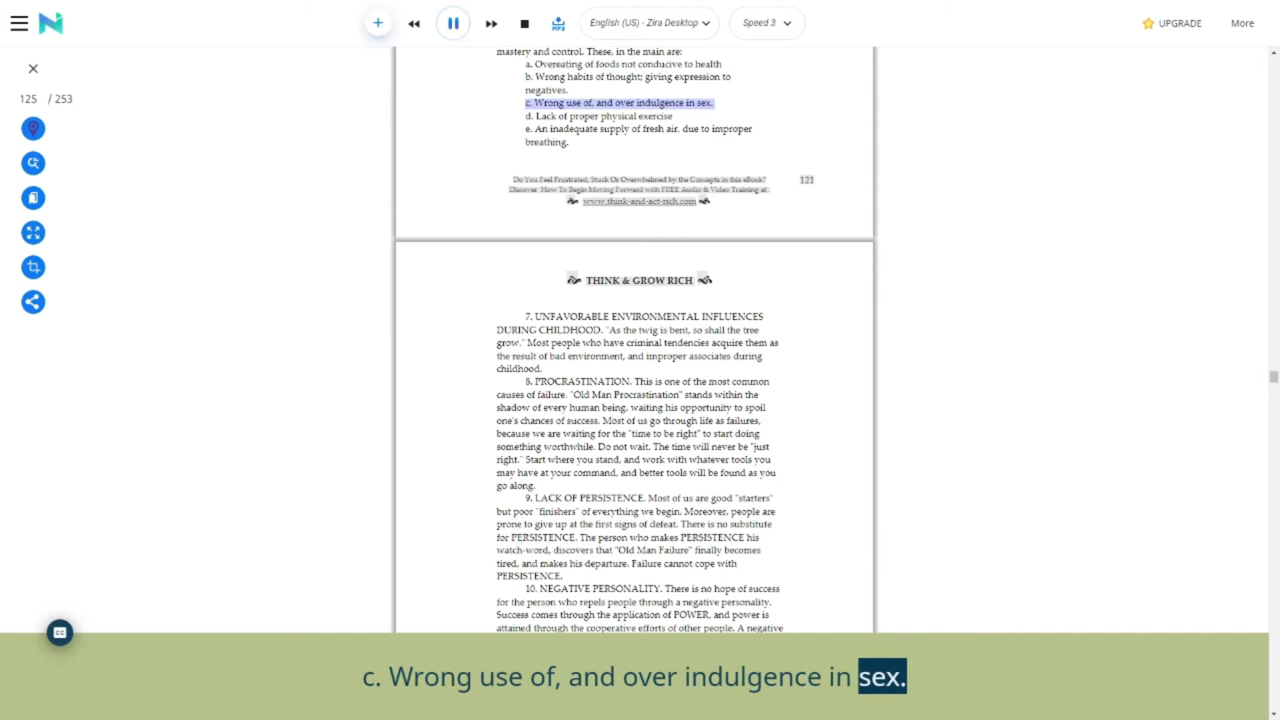 English (US) - Zira Desktop
Speed 3
UPGRADE
More
125 / 253
MP3
mastery and control. These, in the main are:
a. Overeating of foods not conducive to health
b. Wrong habits of thought; giving expression to
negatives.
c. Wrong use of, and over indulgence in sex.
d. Lack of proper physical exercise
e. An inadequate supply of fresh air, due to improper
breathing.
Do You Feel Frustrated, Stuck Or Overwhelmed by the Concepts in this eBook?
121
Discover How To Begin Moving Forward with FREE Audio & Video Training at
www.think-and-act-rich.com
THINK & GROW RICH
7. UNFAVORABLE ENVIRONMENTAL INFLUENCES
DURING CHILDHOOD. "As the twig is bent, so shall the tree
grow." Most people who have criminal tendencies acquire them as
the result of bad environment, and improper associates during
childhood.
8. PROCRASTINATION. This is one of the most common
causes of failure. "Old Man Procrastination" stands within the
shadow of every human being, waiting his opportunity to spoil
one's chances of success. Most of us go through life as failures,
because we are waiting for the "time to be right" to start doing
something worthwhile. Do not wait. The time will never be "just
right." Start where you stand, and work with whatever tools you
may have at your command, and better tools will be found as you
go along.
9. LACK OF PERSISTENCE. Most of us are good "starters"
but poor "finishers" of everything we begin. Moreover, people are
prone to give up at the first signs of defeat. There is no substitute
for PERSISTENCE. The person who makes PERSISTENCE his
watch-word, discovers that "Old Man Failure" finally becomes
tired, and makes his departure. Failure cannot cope with
PERSISTENCE.
10. NEGATIVE PERSONALITY. There is no hope of success
for the person who repels people through a negative personality.
Success comes through the application of POWER, and power is
attained through the cooperative efforts of other people. A negative
CC
c. Wrong use of, and over indulgence in sex.